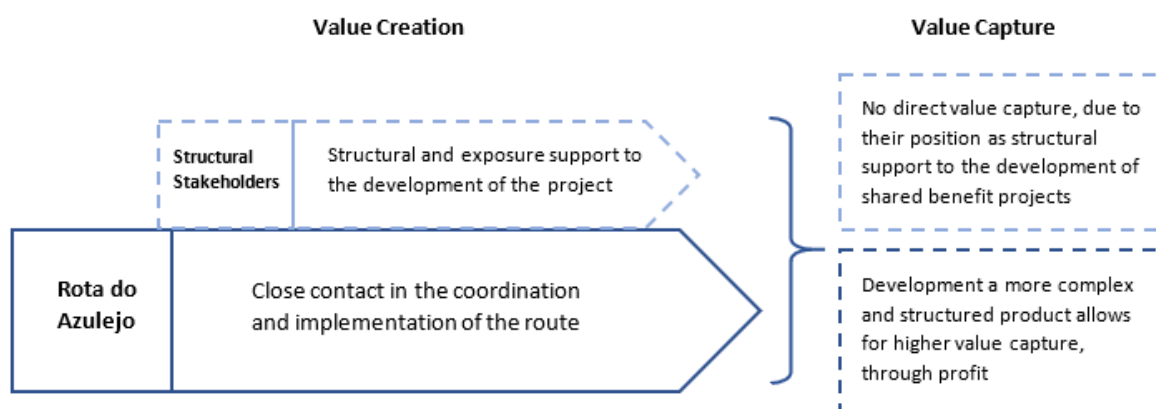 Value Creation
Value Capture
Structural
Stakeholders
Structural and exposure support to
the development of the project
No direct value capture, due to
their position as structural
support to the development of
shared benefit projects
Rota do
Azulejo
Close contact in the coordination
and implementation of the route
Development a more complex
and structured product allows
for higher value capture,
through profit